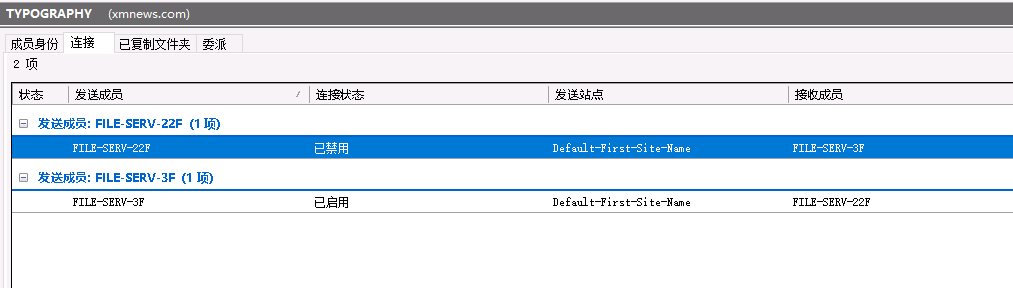 TYPOGRAPHY (xmnews.com)
成员身份 连接 已复制文件夹 委派
2 项
状态 发送成员 连接状态 发送站点 接收成员
发送成员: FILE-SERV-22F (1 项)
FILE-SERV-22F 已禁用 Default-First-Site-Name FILE-SERV-3F
发送成员: FILE-SERV-3F (1 项)
FILE-SERV-3F 已启用 Default-First-Site-Name FILE-SERV-22F